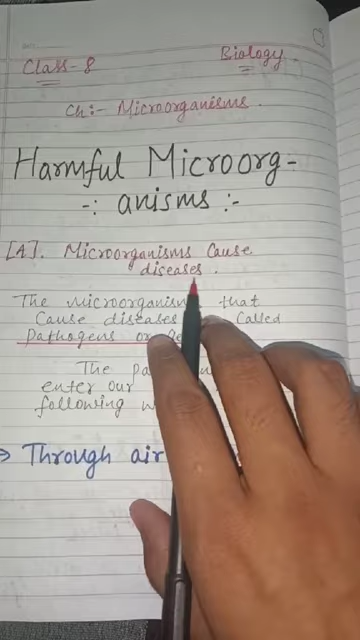 Class-8
Biology
Ch:- Microorganisms.
Harmful Microorg-
-: anisms :-
[A]. Microorganisms Cause
diseases.
The Microorganis that
Cause diseases Called
pathogens or
The
enter our
following
→ Through air